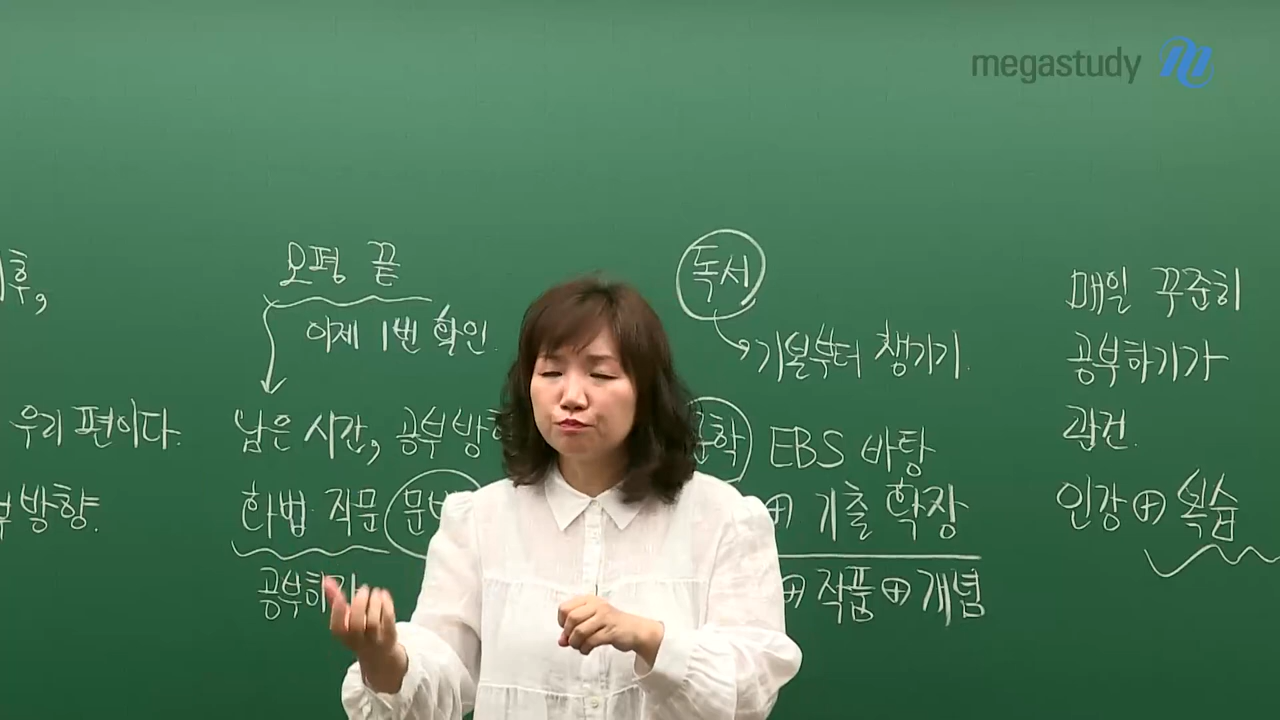 megastudy
후,
우리 편이다.
방향.
모평 끝
이제 1번 확인.
남은 시간, 공부방
화법 작문
공부하기
독서
기본부터 챙기기.
EBS 바탕
⊕ 기출 확장
⊕ 작품 ⊕ 개념
매일 꾸준히
공부하기가
관건.
인강 ⊕ 복습